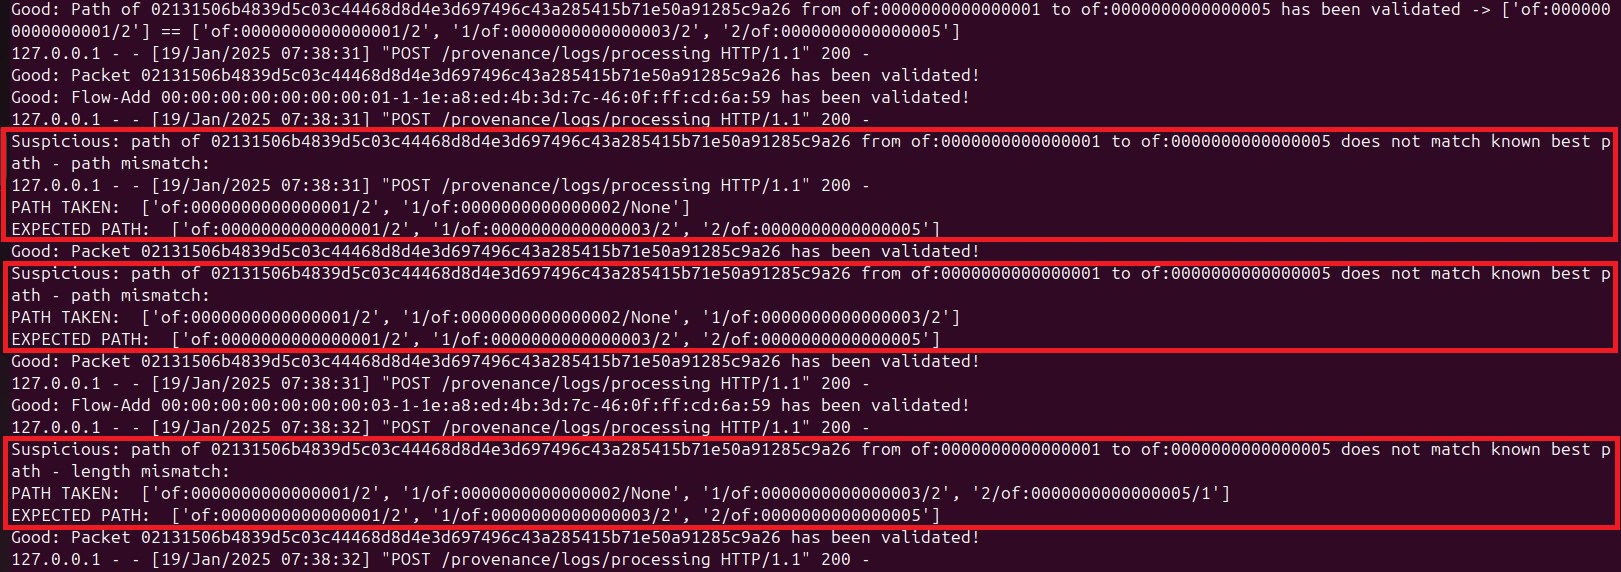 Good: Path of 02131506b4839d5c03c44468d8d4e3d697496c43a285415b71e50a91285c9a26 from of:0000000000000001 to of:0000000000000005 has been validated -> ['of:000000
0000000001/2'] == ['of:0000000000000001/2', '1/of:0000000000000003/2', '2/of:0000000000000005']
127.0.0.1 - - [19/Jan/2025 07:38:31] "POST /provenance/logs/processing HTTP/1.1" 200 -
Good: Packet 02131506b4839d5c03c44468d8d4e3d697496c43a285415b71e50a91285c9a26 has been validated!
Good: Flow-Add 00:00:00:00:00:00:00:01-1-1e:a8:ed:4b:3d:7c-46:0f:ff:cd:6a:59 has been validated!
127.0.0.1 - - [19/Jan/2025 07:38:31] "POST /provenance/logs/processing HTTP/1.1" 200 -
Suspicious: path of 02131506b4839d5c03c44468d8d4e3d697496c43a285415b71e50a91285c9a26 from of:0000000000000001 to of:0000000000000005 does not match known best p
ath - path mismatch:
127.0.0.1 - - [19/Jan/2025 07:38:31] "POST /provenance/logs/processing HTTP/1.1" 200 -
PATH TAKEN:  ['of:0000000000000001/2', '1/of:0000000000000002/None']
EXPECTED PATH:  ['of:0000000000000001/2', '1/of:0000000000000003/2', '2/of:0000000000000005']
Good: Packet 02131506b4839d5c03c44468d8d4e3d697496c43a285415b71e50a91285c9a26 has been validated!
Suspicious: path of 02131506b4839d5c03c44468d8d4e3d697496c43a285415b71e50a91285c9a26 from of:0000000000000001 to of:0000000000000005 does not match known best p
ath - path mismatch:
PATH TAKEN:  ['of:0000000000000001/2', '1/of:0000000000000002/None', '1/of:0000000000000003/2']
EXPECTED PATH:  ['of:0000000000000001/2', '1/of:0000000000000003/2', '2/of:0000000000000005']
Good: Packet 02131506b4839d5c03c44468d8d4e3d697496c43a285415b71e50a91285c9a26 has been validated!
127.0.0.1 - - [19/Jan/2025 07:38:31] "POST /provenance/logs/processing HTTP/1.1" 200 -
Good: Flow-Add 00:00:00:00:00:00:00:03-1-1e:a8:ed:4b:3d:7c-46:0f:ff:cd:6a:59 has been validated!
127.0.0.1 - - [19/Jan/2025 07:38:32] "POST /provenance/logs/processing HTTP/1.1" 200 -
Suspicious: path of 02131506b4839d5c03c44468d8d4e3d697496c43a285415b71e50a91285c9a26 from of:0000000000000001 to of:0000000000000005 does not match known best p
ath - length mismatch:
PATH TAKEN:  ['of:0000000000000001/2', '1/of:0000000000000002/None', '1/of:0000000000000003/2', '2/of:0000000000000005/1']
EXPECTED PATH:  ['of:0000000000000001/2', '1/of:0000000000000003/2', '2/of:0000000000000005']
Good: Packet 02131506b4839d5c03c44468d8d4e3d697496c43a285415b71e50a91285c9a26 has been validated!
127.0.0.1 - - [19/Jan/2025 07:38:32] "POST /provenance/logs/processing HTTP/1.1" 200 -